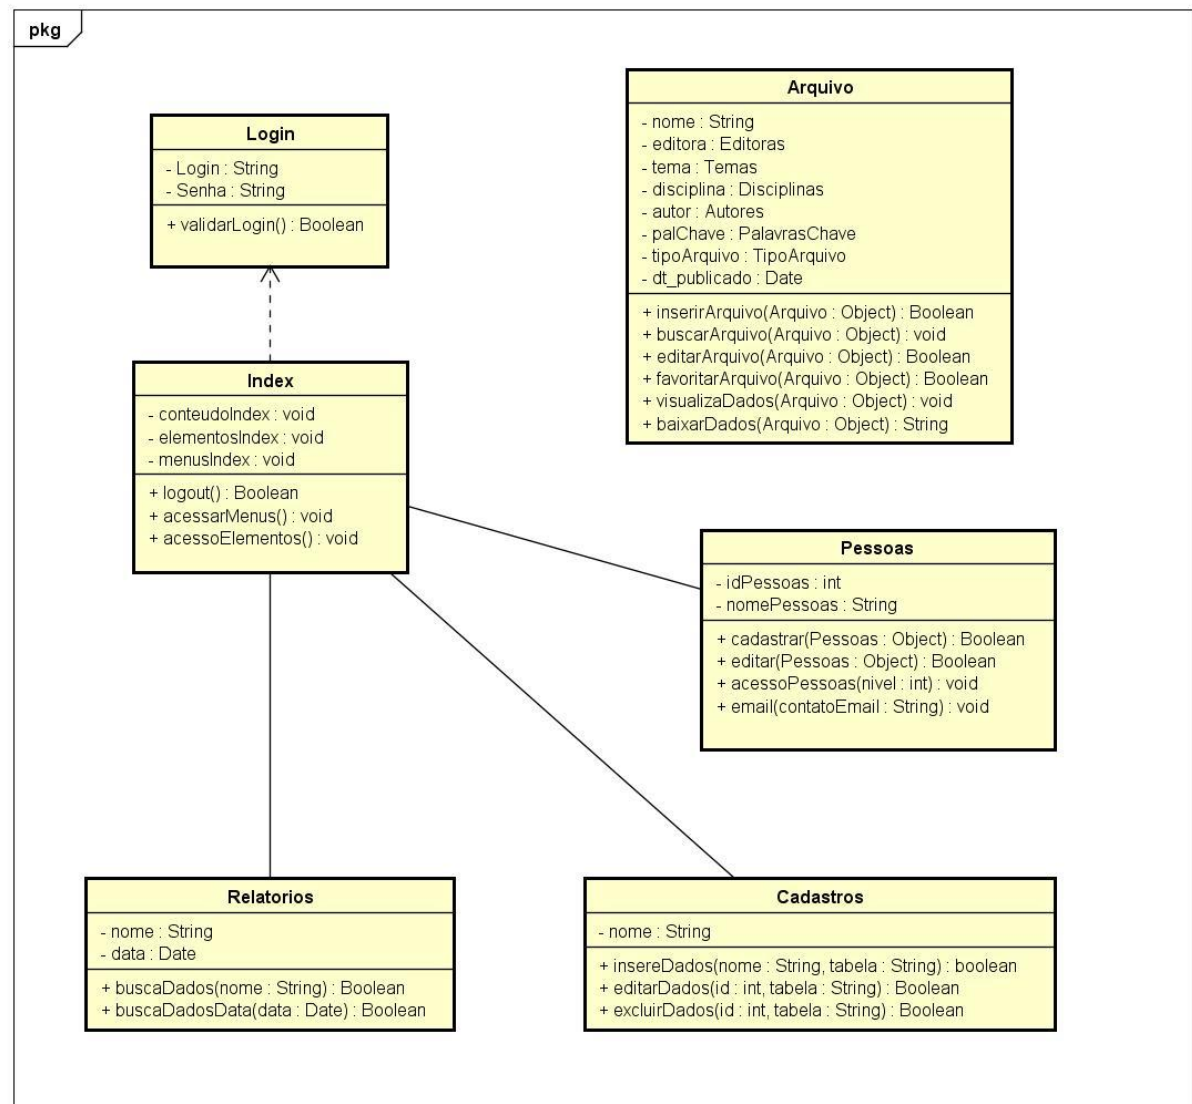 pkg
Login
- Login : String
- Senha : String
+ validarLogin() : Boolean
Arquivo
- nome : String
- editora : Editoras
- tema : Temas
- disciplina : Disciplinas
- autor : Autores
- palChave : PalavrasChave
- tipoArquivo : TipoArquivo
- dt_publicado : Date
+ inserirArquivo(Arquivo : Object) : Boolean
+ buscarArquivo(Arquivo : Object) : void
+ editarArquivo(Arquivo : Object) : Boolean
+ favoritarArquivo(Arquivo : Object) : Boolean
+ visualizaDados(Arquivo : Object) : void
+ baixarDados(Arquivo : Object) : String
Index
- conteudoIndex : void
- elementosIndex : void
- menusIndex : void
+ logout() : Boolean
+ acessarMenus() : void
+ acessoElementos() : void
Pessoas
- idPessoas : int
- nomePessoas : String
+ cadastrar(Pessoas : Object) : Boolean
+ editar(Pessoas : Object) : Boolean
+ acessoPessoas(nivel : int) : void
+ email(contatoEmail : String) : void
Relatorios
- nome : String
- data : Date
+ buscaDados(nome : String) : Boolean
+ buscaDadosData(data : Date) : Boolean
Cadastros
- nome : String
+ insereDados(nome : String, tabela : String) : boolean
+ editarDados(id : int, tabela : String) : Boolean
+ excluirDados(id : int, tabela : String) : Boolean